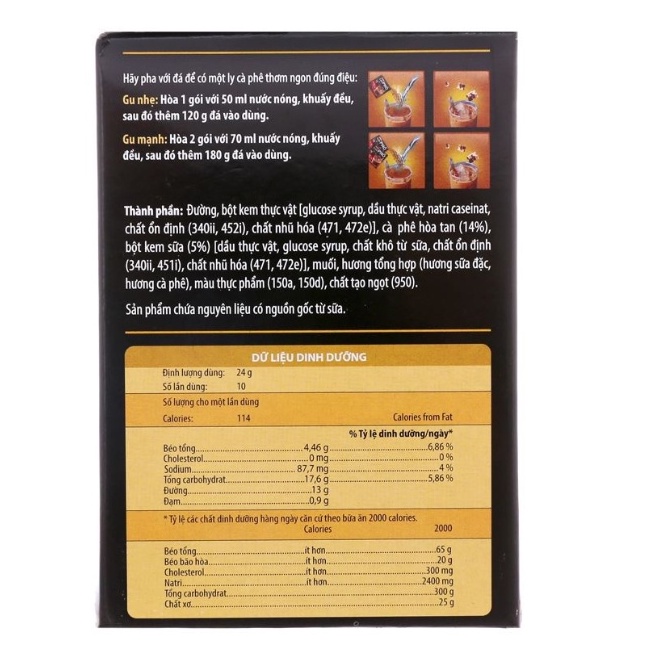 Hãy pha với đá để có một ly cà phê thơm ngon đúng điệu:
Gu nhẹ: Hòa 1 gói với 50 ml nước nóng, khuấy đều,
sau đó thêm 120 g đá vào dùng.
Gu mạnh: Hòa 2 gói với 70 ml nước nóng, khuấy
đều, sau đó thêm 180 g đá vào dùng.
Thành phần: Đường, bột kem thực vật [glucose syrup, dầu thực vật, natri caseinat,
chất ổn định (340ii, 452i), chất nhũ hóa (471, 472e)], cà phê hòa tan (14%),
bột kem sữa (5%) [dầu thực vật, glucose syrup, chất khô từ sữa, chất ổn định
(340ii, 451i), chất nhũ hóa (471, 472e)], muối, hương tổng hợp (hương sữa đặc,
hương cà phê), màu thực phẩm (150a, 150d), chất tạo ngọt (950).
Sản phẩm chứa nguyên liệu có nguồn gốc từ sữa.
DỮ LIỆU DINH DƯỠNG
Định lượng dùng: 24 g
Số lần dùng: 10
Số lượng cho một lần dùng
Calories: 114 Calories from Fat
% Tỷ lệ dinh dưỡng/ngày*
Béo tổng 4,46 g 6,86 %
Cholesterol 0 mg 0 %
Sodium 87,7 mg 4 %
Tổng carbohydrat 17,6 g 5,86 %
Đường 13 g
Đạm 0,9 g
* Tỷ lệ các chất dinh dưỡng hàng ngày căn cứ theo bữa ăn 2000 calories.
Calories 2000
Béo tổng ít hơn 65 g
Béo bão hòa ít hơn 20 g
Cholesterol ít hơn 300 mg
Natri ít hơn 2400 mg
Tổng carbohydrat 300 g
Chất xơ 25 g